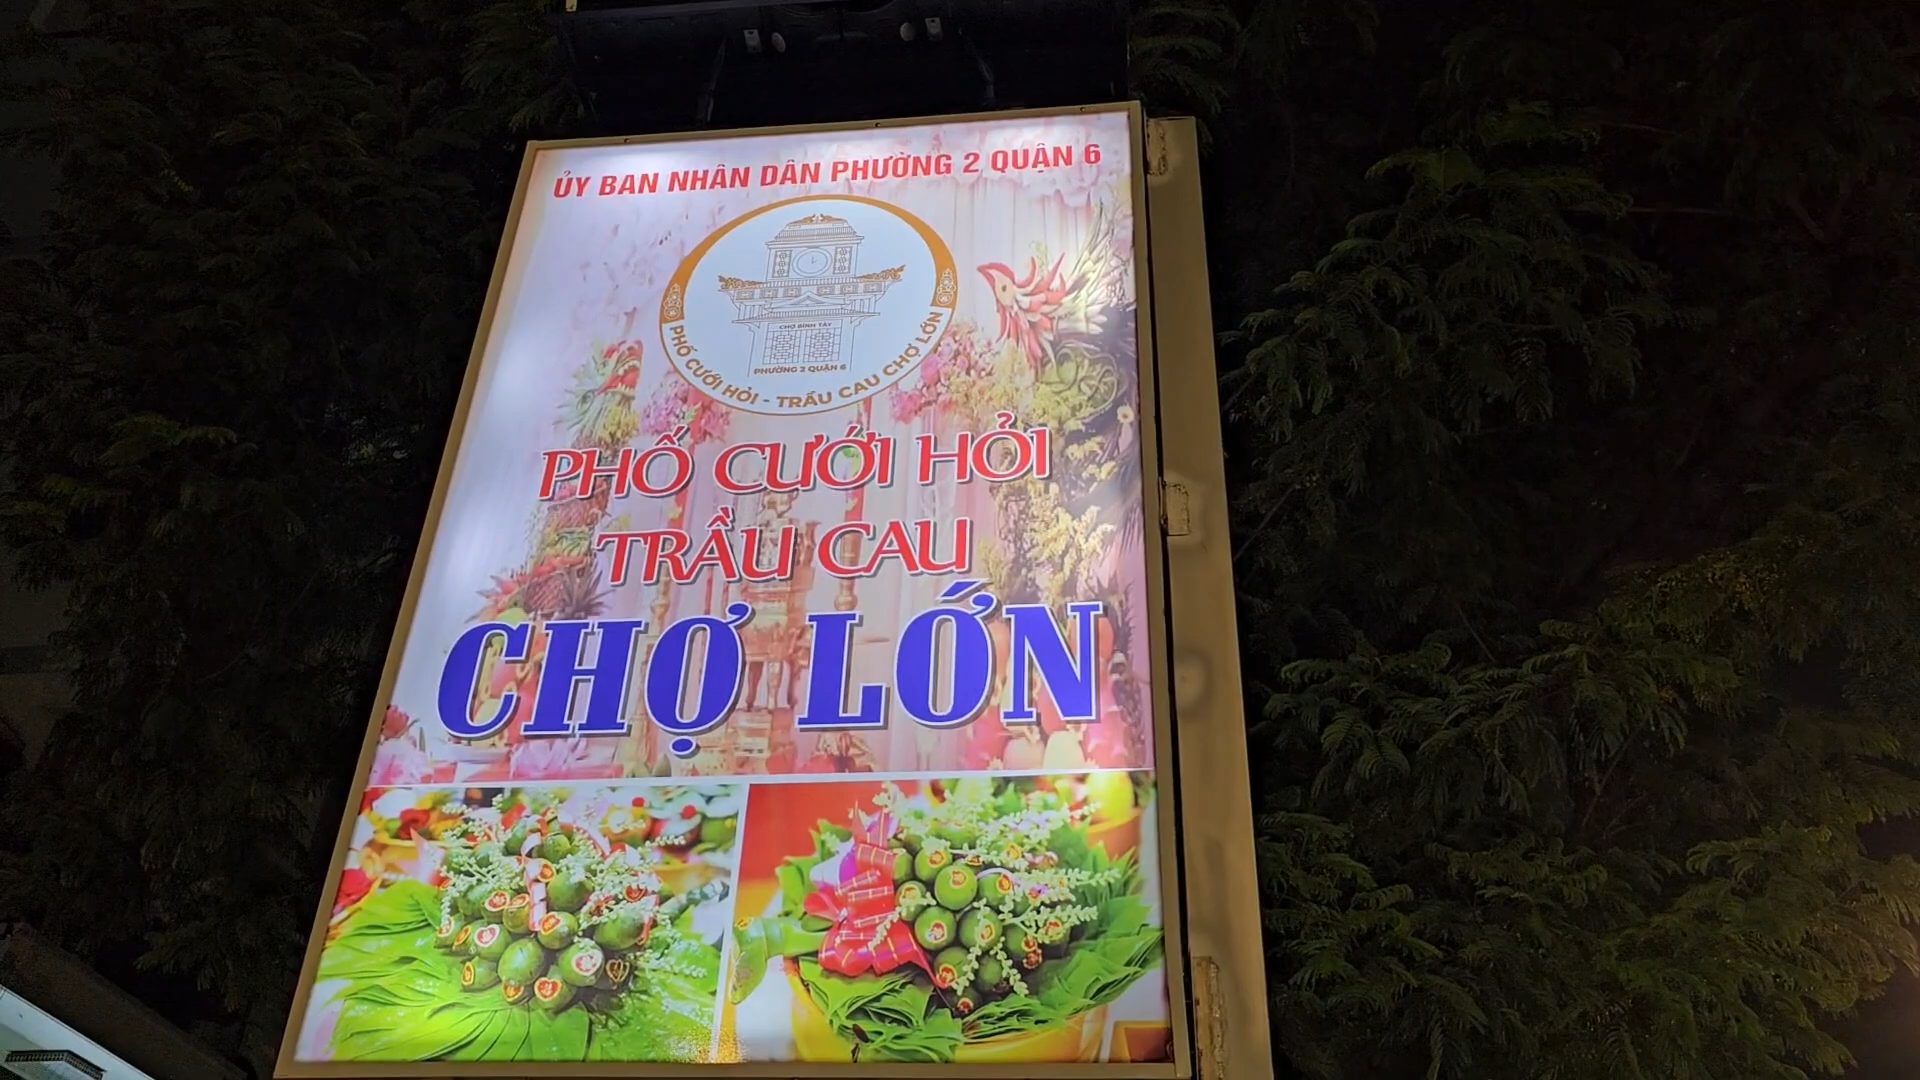 ỦY BAN NHÂN DÂN PHƯỜNG 2 QUẬN 6
CHỢ BÌNH TÂY
PHƯỜNG 2 QUẬN 6
PHỐ CƯỚI HỎI - TRẦU CAU CHỢ LỚN
PHỐ CƯỚI HỎI
TRẦU CAU
CHỢ LỚN